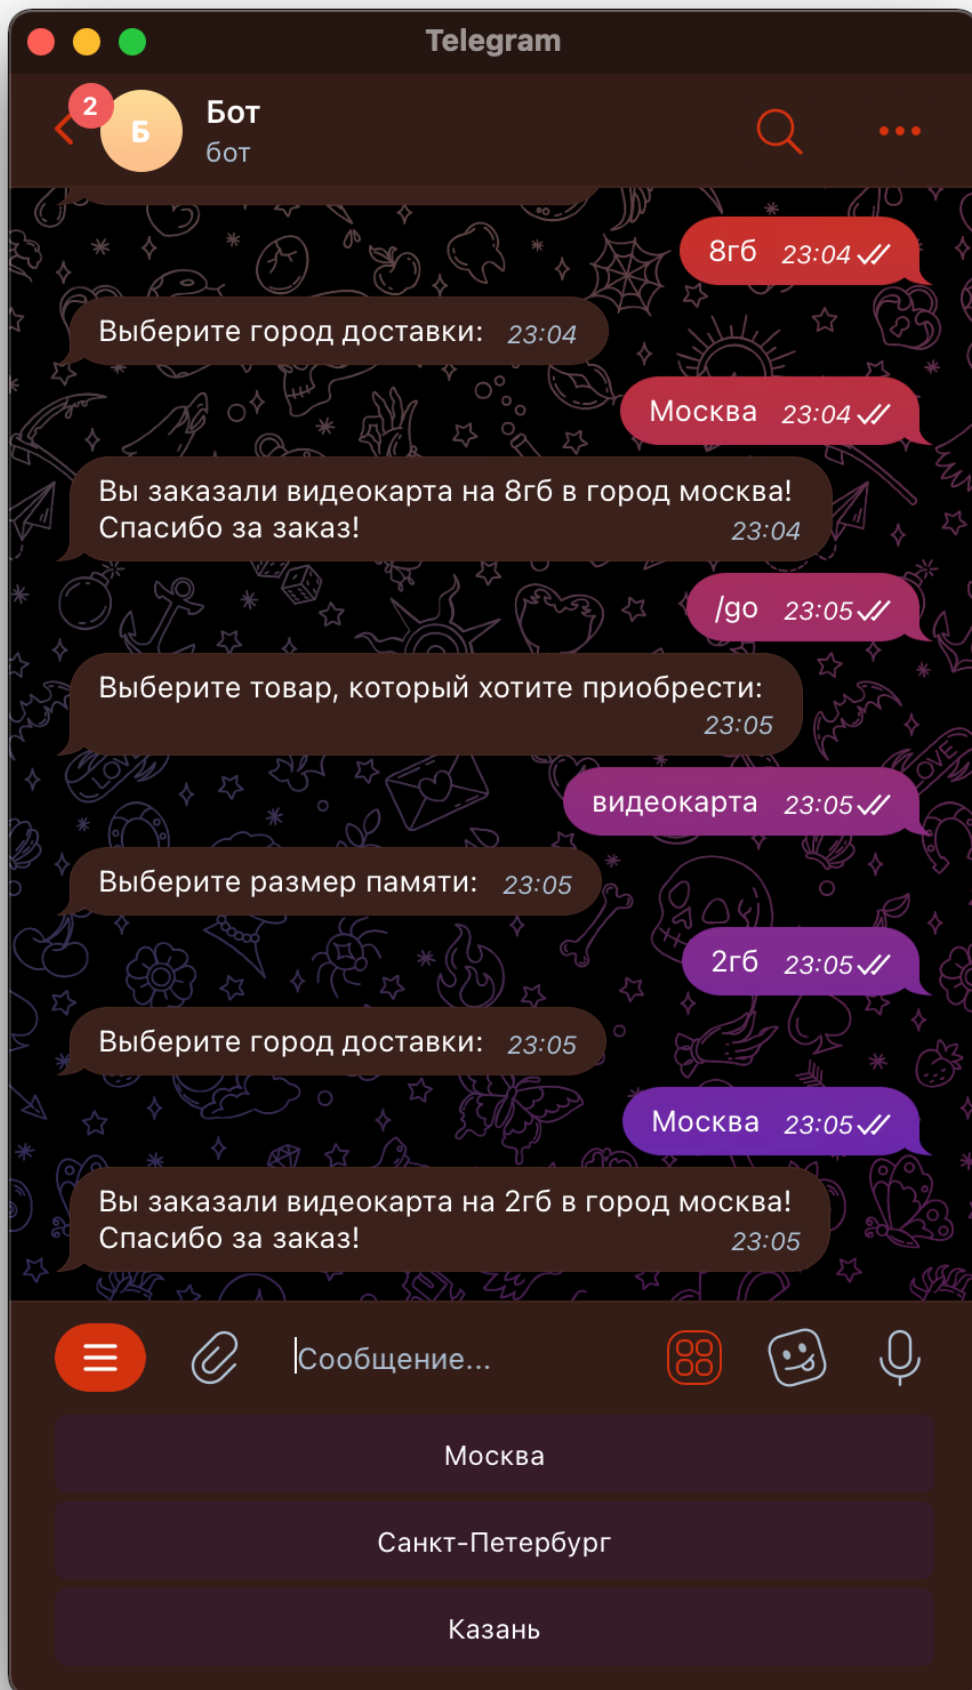 Telegram
2
Б
Бот
бот
8гб 23:04
Выберите город доставки: 23:04
Москва 23:04
Вы заказали видеокарта на 8гб в город москва!
Спасибо за заказ! 23:04
/go 23:05
Выберите товар, который хотите приобрести:
23:05
видеокарта 23:05
Выберите размер памяти: 23:05
2гб 23:05
Выберите город доставки: 23:05
Москва 23:05
Вы заказали видеокарта на 2гб в город москва!
Спасибо за заказ! 23:05
Сообщение...
Москва
Санкт-Петербург
Казань